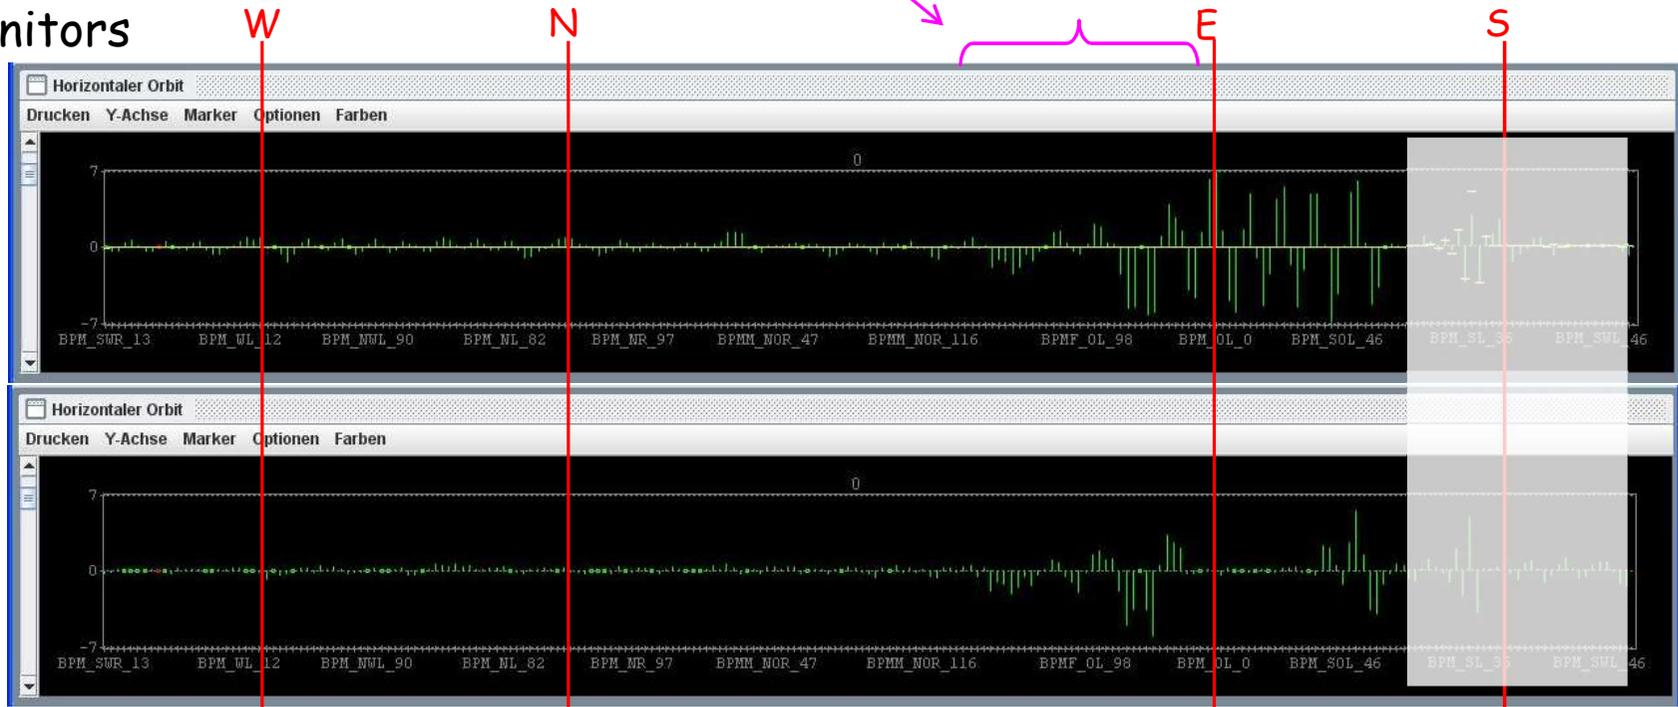 nitors
W N E S
Horizontaler Orbit
Drucken Y-Achse Marker Optionen Farben
0
7
0
-7
BPM_SWR_13 BPM_WL_12 BPM_NWL_90 BPM_NL_82 BPM_NR_97 BPMM_NOR_47 BPMM_NOR_116 BPMF_OL_98 BPM_OL_0 BPM_SOL_46 BPM_SL_36 BPM_SWL_46
Horizontaler Orbit
Drucken Y-Achse Marker Optionen Farben
0
7
0
-7
BPM_SWR_13 BPM_WL_12 BPM_NWL_90 BPM_NL_82 BPM_NR_97 BPMM_NOR_47 BPMM_NOR_116 BPMF_OL_98 BPM_OL_0 BPM_SOL_46 BPM_SL_36 BPM_SWL_46